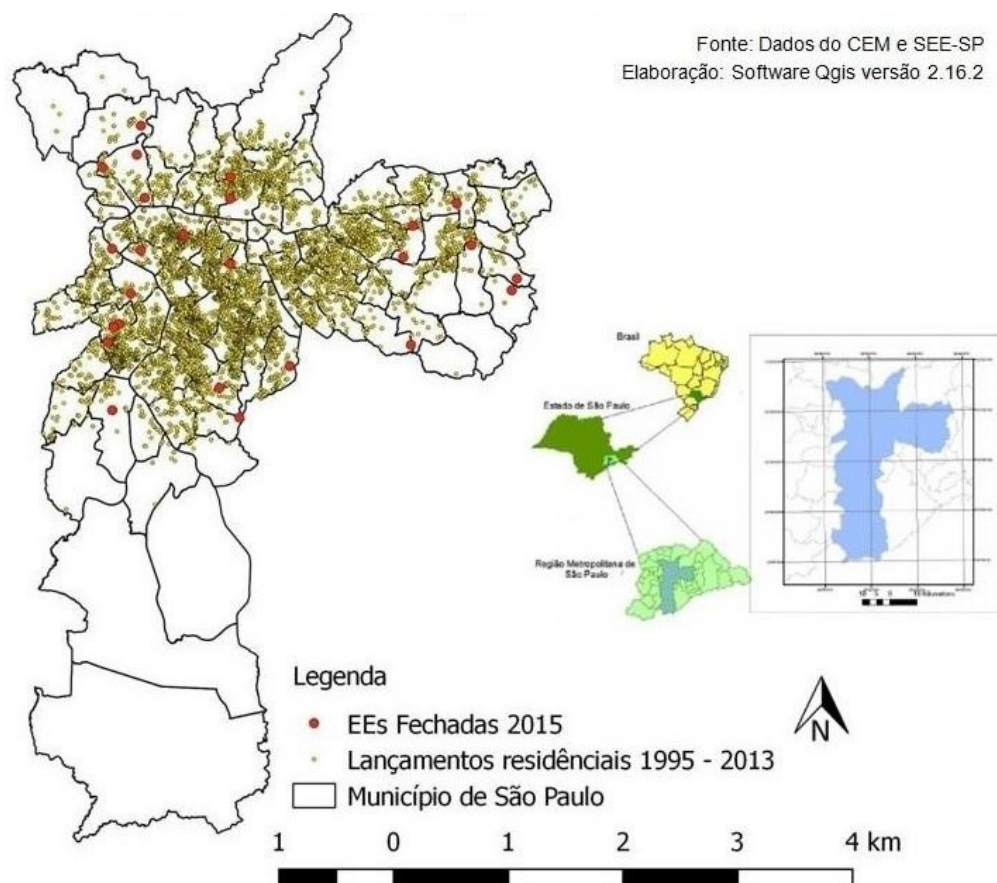 Fonte: Dados do CEM e SEE-SP
Elaboração: Software Qgis versão 2.16.2
Brasil
Estado de São Paulo
Região Metropolitana de
São Paulo
Legenda
EEs Fechadas 2015
Lançamentos residênciais 1995 - 2013
Município de São Paulo
N
1 0 1 2 3 4 km